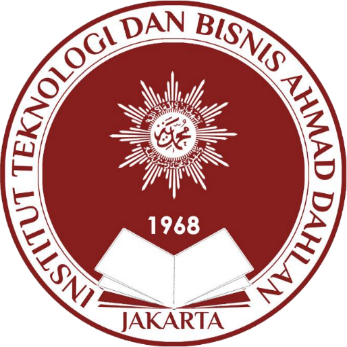 INSTITUT TEKNOLOGI DAN BISNIS AHMAD DAHLAN
1968
JAKARTA